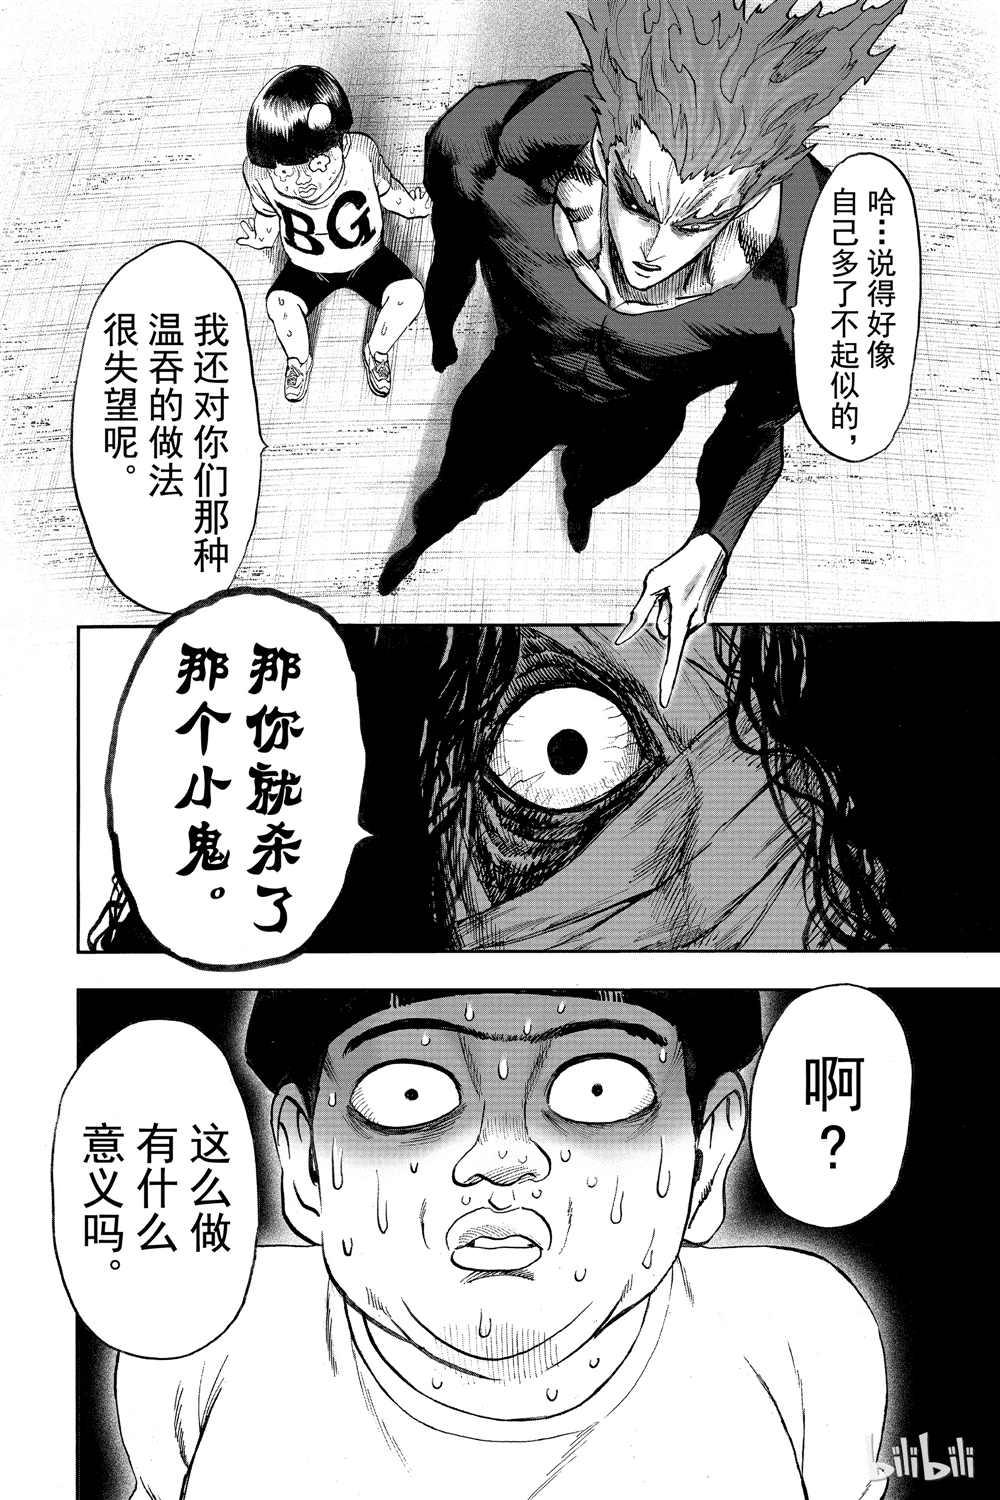 哈…说得好像
自己多了不起似的，
BG
我还对你们那种
温吞的做法
很失望呢。
那你就杀了
那个小鬼。
啊？
这么做
有什么
意义吗。
bilibili